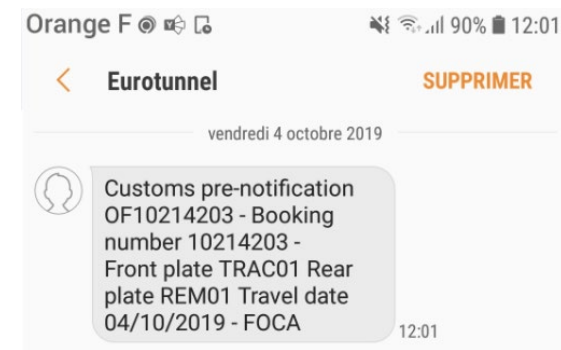 Orange F 90% 12:01
Eurotunnel SUPPRIMER
vendredi 4 octobre 2019
Customs pre-notification
OF10214203 - Booking
number 10214203 -
Front plate TRAC01 Rear
plate REM01 Travel date
04/10/2019 - FOCA
12:01